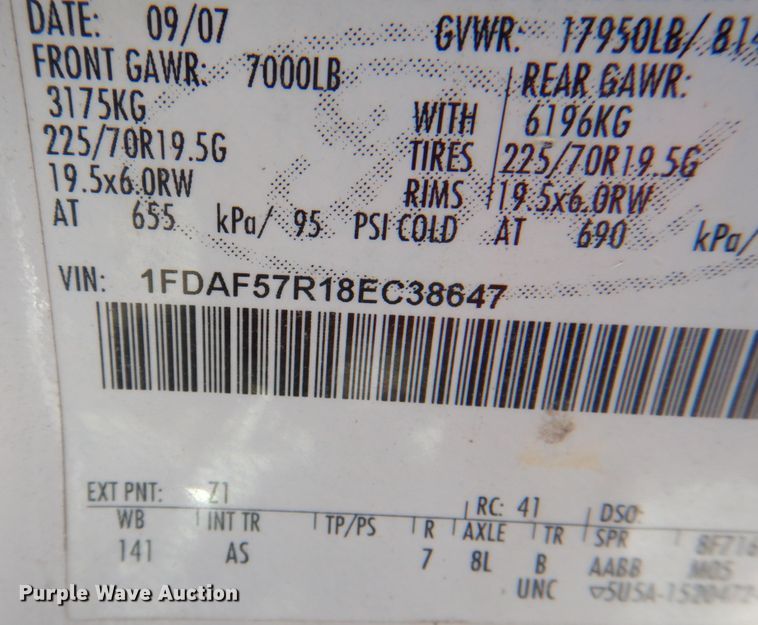 DATE: 09/07 GVWR: 17950LB/ 814
FRONT GAWR: 7000LB REAR GAWR:
3175KG WITH 6196KG
225/70R19.5G TIRES 225/70R19.5G
19.5x6.0RW RIMS 19.5x6.0RW
AT 655 kPa/ 95 PSI COLD AT 690 kPa/
VIN: 1FDAF57R18EC38647
EXT PNT: Z1 RC: 41 DSO:
WB INT TR TP/PS R AXLE TR SPR
141 AS 7 8L B AABB
UNC
Purple Wave Auction